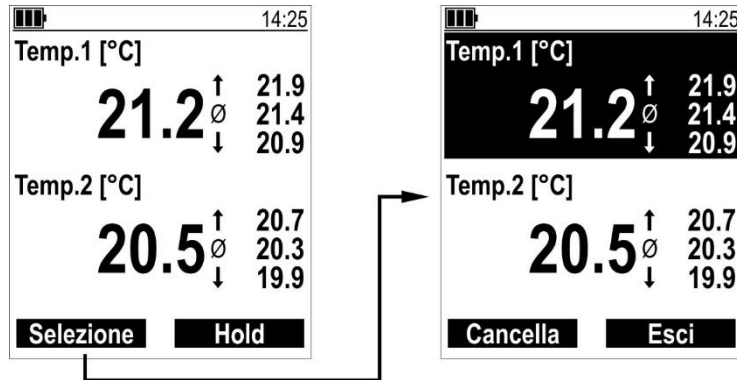 14:25
Temp.1 [°C]
21.2 ↑ 21.9
Ø 21.4
↓ 20.9
Temp.2 [°C]
20.5 ↑ 20.7
Ø 20.3
↓ 19.9
Selezione Hold
14:25
Temp.1 [°C]
21.2 ↑ 21.9
Ø 21.4
↓ 20.9
Temp.2 [°C]
20.5 ↑ 20.7
Ø 20.3
↓ 19.9
Cancella Esci